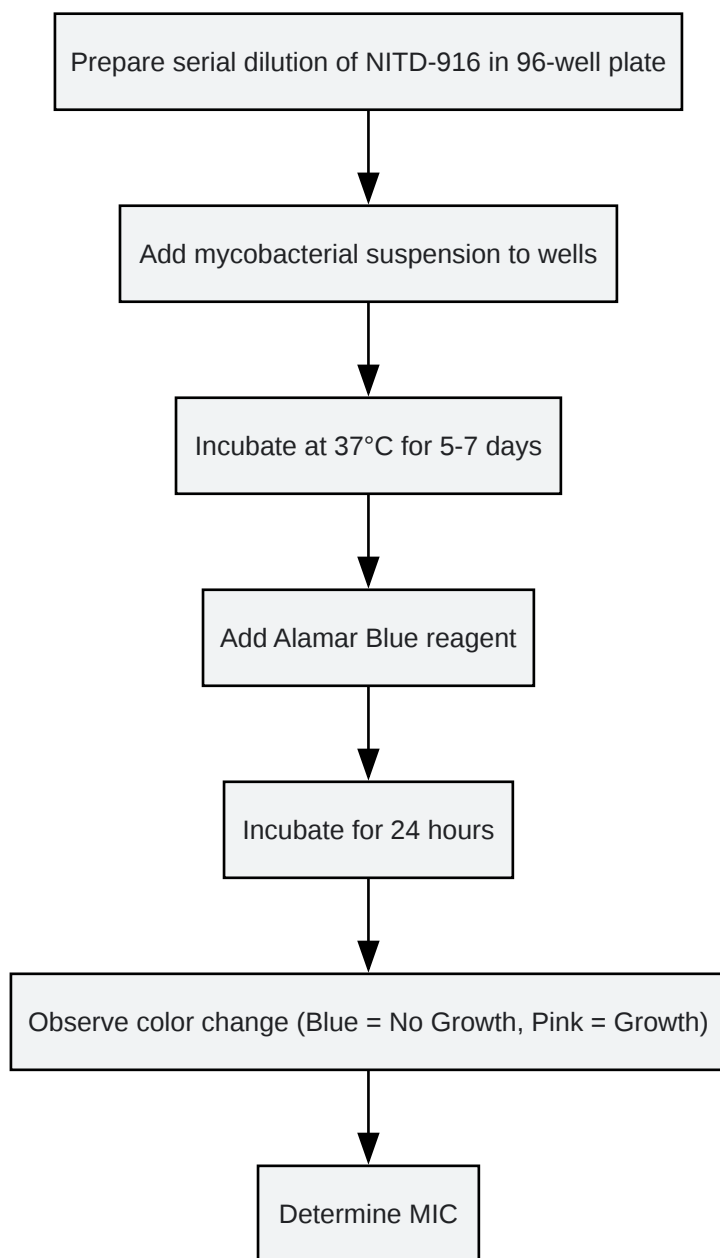 Prepare serial dilution of NITD-916 in 96-well plate
Add mycobacterial suspension to wells
Incubate at 37°C for 5-7 days
Add Alamar Blue reagent
Incubate for 24 hours
Observe color change (Blue = No Growth, Pink = Growth)
Determine MIC